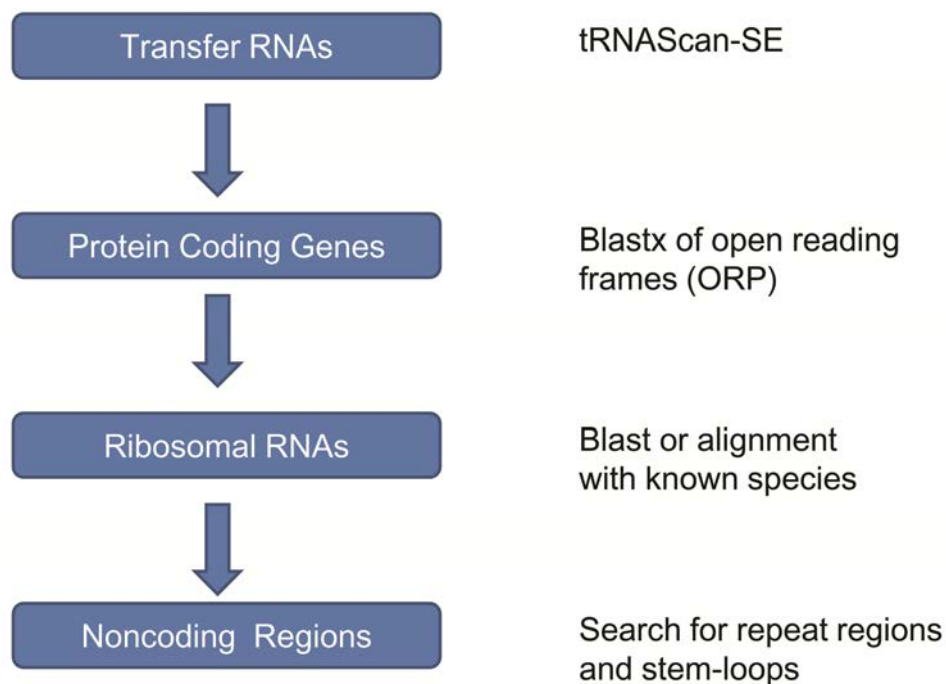 Transfer RNAs
tRNAScan-SE
Protein Coding Genes
Blastx of open reading
frames (ORP)
Ribosomal RNAs
Blast or alignment
with known species
Noncoding Regions
Search for repeat regions
and stem-loops